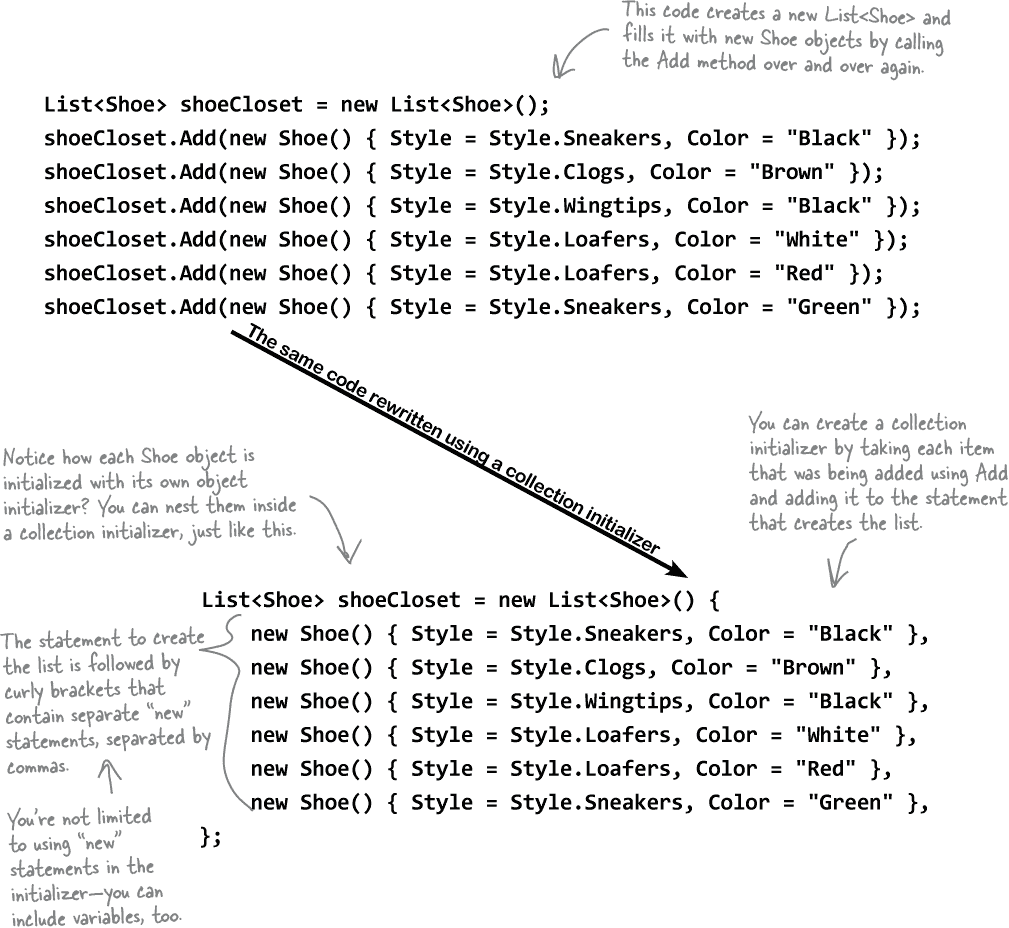 This code creates a new List<Shoe> and
fills it with new Shoe objects by calling
the Add method over and over again.
List<Shoe> shoeCloset = new List<Shoe>();
shoeCloset.Add(new Shoe() { Style = Style.Sneakers, Color = "Black" });
shoeCloset.Add(new Shoe() { Style = Style.Clogs, Color = "Brown" });
shoeCloset.Add(new Shoe() { Style = Style.Wingtips, Color = "Black" });
shoeCloset.Add(new Shoe() { Style = Style.Loafers, Color = "White" });
shoeCloset.Add(new Shoe() { Style = Style.Loafers, Color = "Red" });
shoeCloset.Add(new Shoe() { Style = Style.Sneakers, Color = "Green" });
The same code rewritten using a collection initializer
Notice how each Shoe object is
initialized with its own object
initializer? You can nest them inside
a collection initializer, just like this.
You can create a collection
initializer by taking each item
that was being added using Add
and adding it to the statement
that creates the list.
List<Shoe> shoeCloset = new List<Shoe>() {
new Shoe() { Style = Style.Sneakers, Color = "Black" },
new Shoe() { Style = Style.Clogs, Color = "Brown" },
new Shoe() { Style = Style.Wingtips, Color = "Black" },
new Shoe() { Style = Style.Loafers, Color = "White" },
new Shoe() { Style = Style.Loafers, Color = "Red" },
new Shoe() { Style = Style.Sneakers, Color = "Green" },
};
The statement to create
the list is followed by
curly brackets that
contain separate “new”
statements, separated by
commas.
You're not limited
to using “new”
statements in the
initializer—you can
include variables, too.